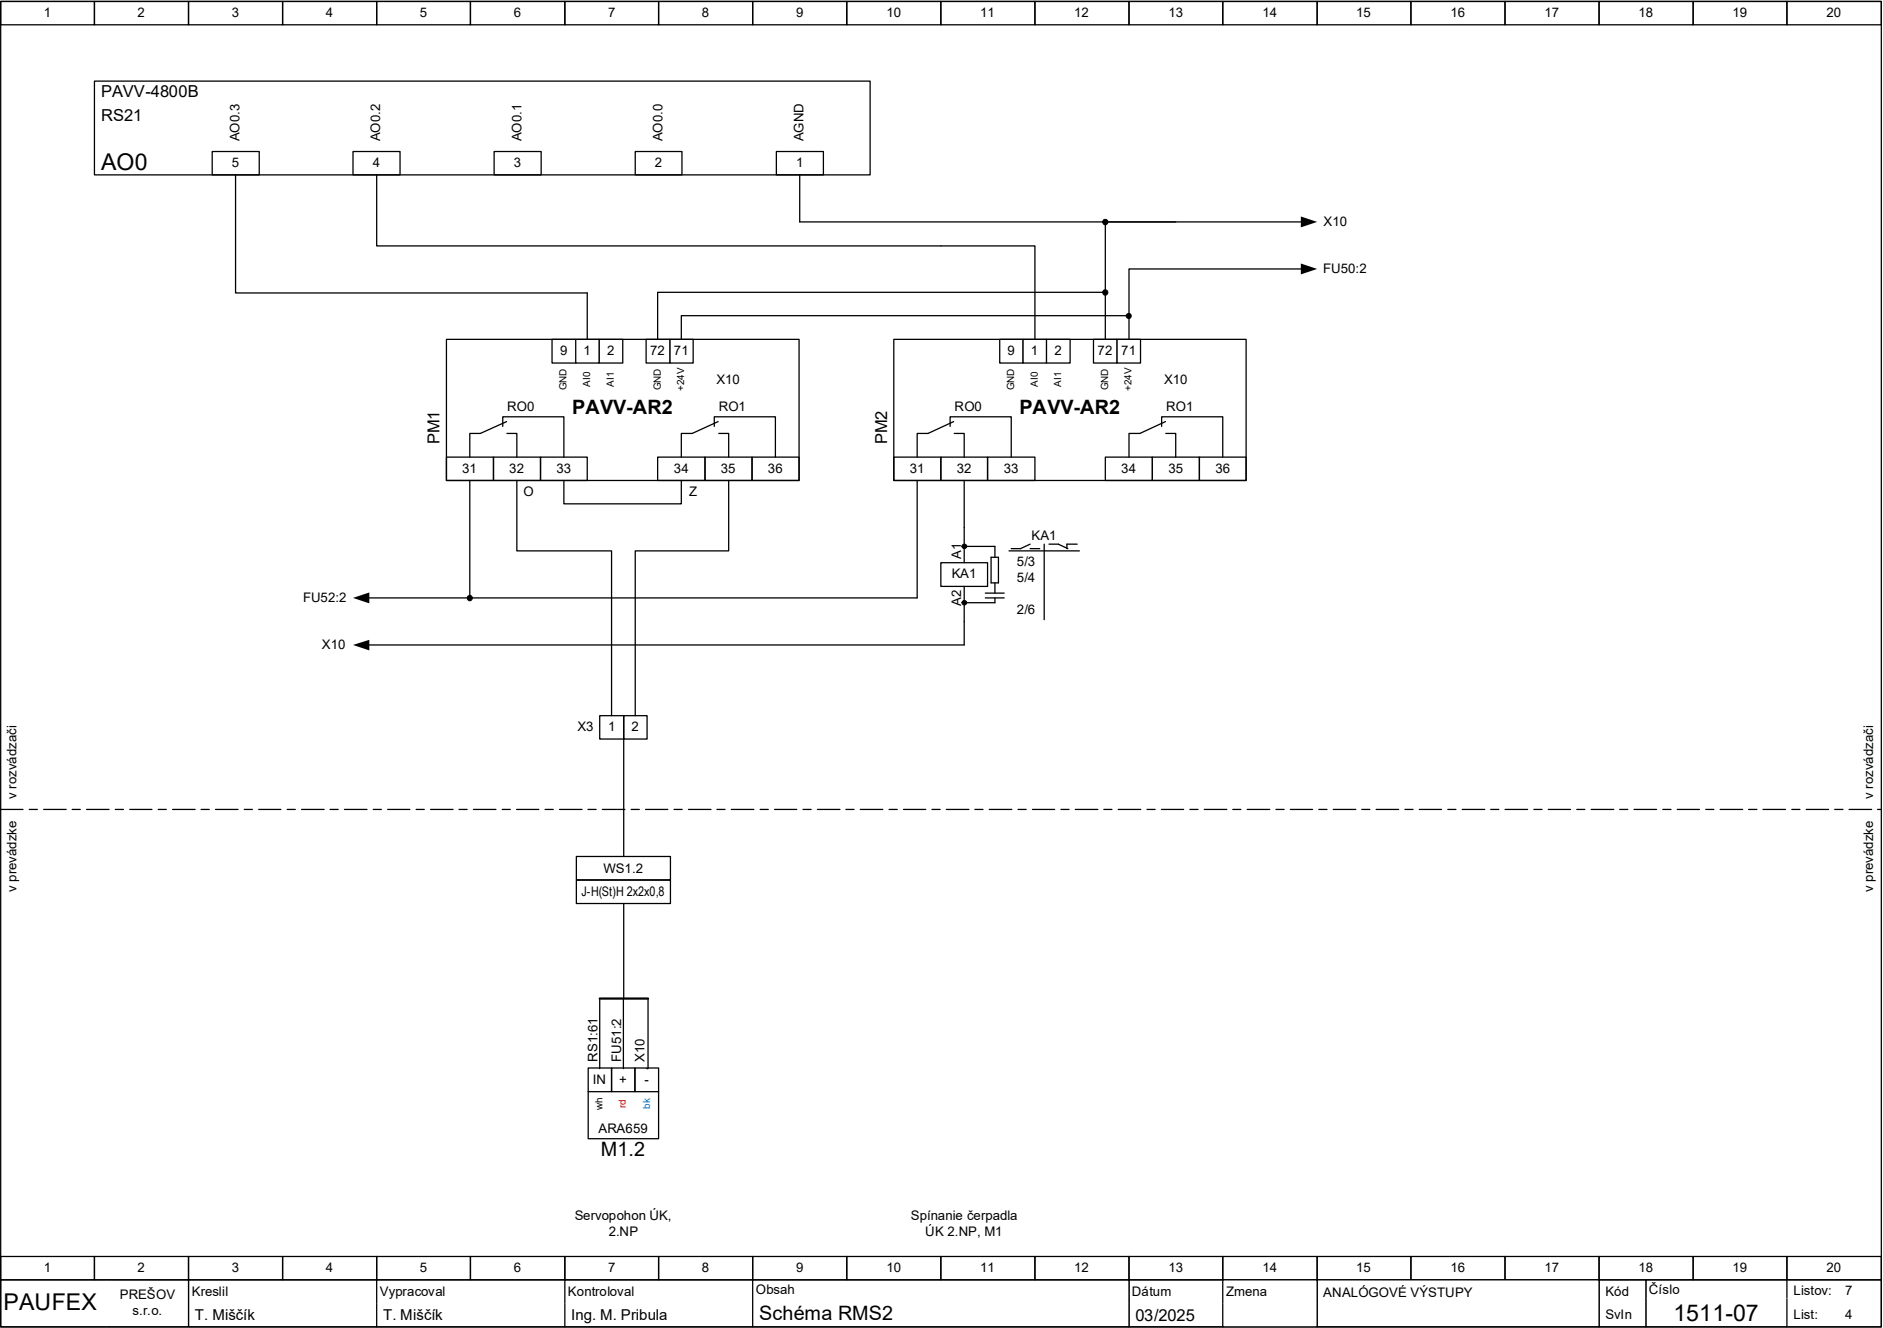 1 2 3 4 5 6 7 8 9 10 11 12 13 14 15 16 17 18 19 20
PAVV-4800B
RS21
AO0
AO0.3 AO0.2 AO0.1 AO0.0 AGND
5 4 3 2 1
X10
FU50:2
9 1 2 72 71
GND AI0 AI1 GND +24V
X10
PAVV-AR2
PM1
RO0 RO1
31 32 33 34 35 36
O Z
9 1 2 72 71
GND AI0 AI1 GND +24V
X10
PAVV-AR2
PM2
RO0 RO1
31 32 33 34 35 36
A1
KA1
A2
KA1
5/3
5/4
2/6
FU52:2
X10
X3 1 2
v rozvádzači
v rozvádzači
v prevádzke
v prevádzke
WS1.2
J-H(St)H 2x2x0,8
RS1:61 FU51:2 X10
IN + -
wh rd bk
ARA659
M1.2
Servopohon ÚK,
2.NP
Spínanie čerpadla
ÚK 2.NP, M1
1 2 3 4 5 6 7 8 9 10 11 12 13 14 15 16 17 18 19 20
PAUFEX
PREŠOV
s.r.o.
Kreslil
T. Miščík
Vypracoval
T. Miščík
Kontroloval
Ing. M. Pribula
Obsah
Schéma RMS2
Dátum
03/2025
Zmena
ANALÓGOVÉ VÝSTUPY
Kód
Svln
Číslo
1511-07
Listov: 7
List: 4